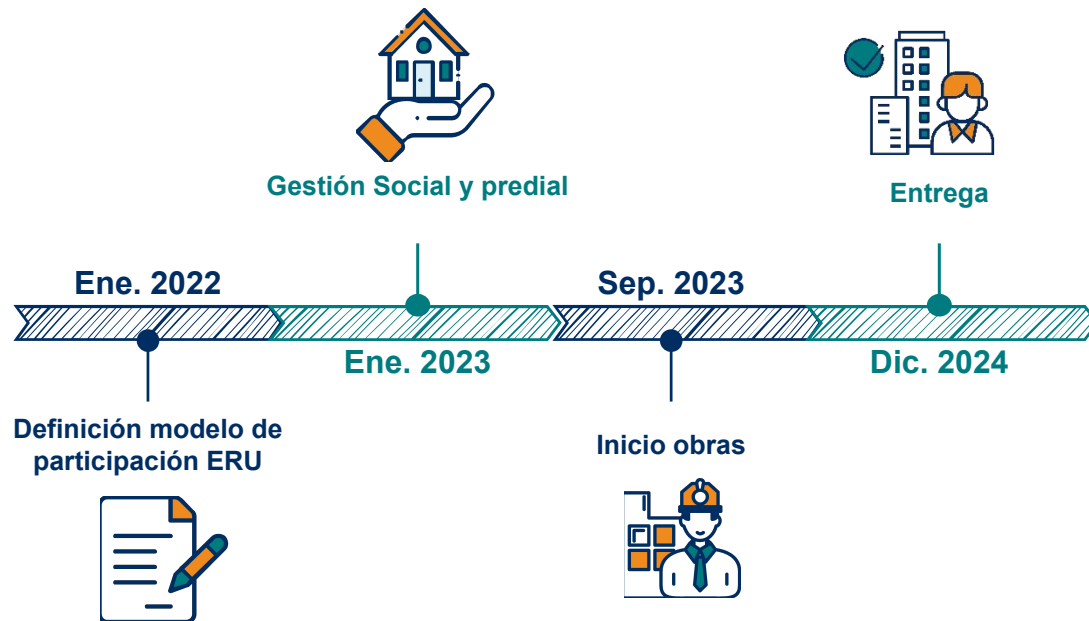 Gestión Social y predial
Entrega
Ene. 2022
Sep. 2023
Ene. 2023
Dic. 2024
Definición modelo de
participación ERU
Inicio obras